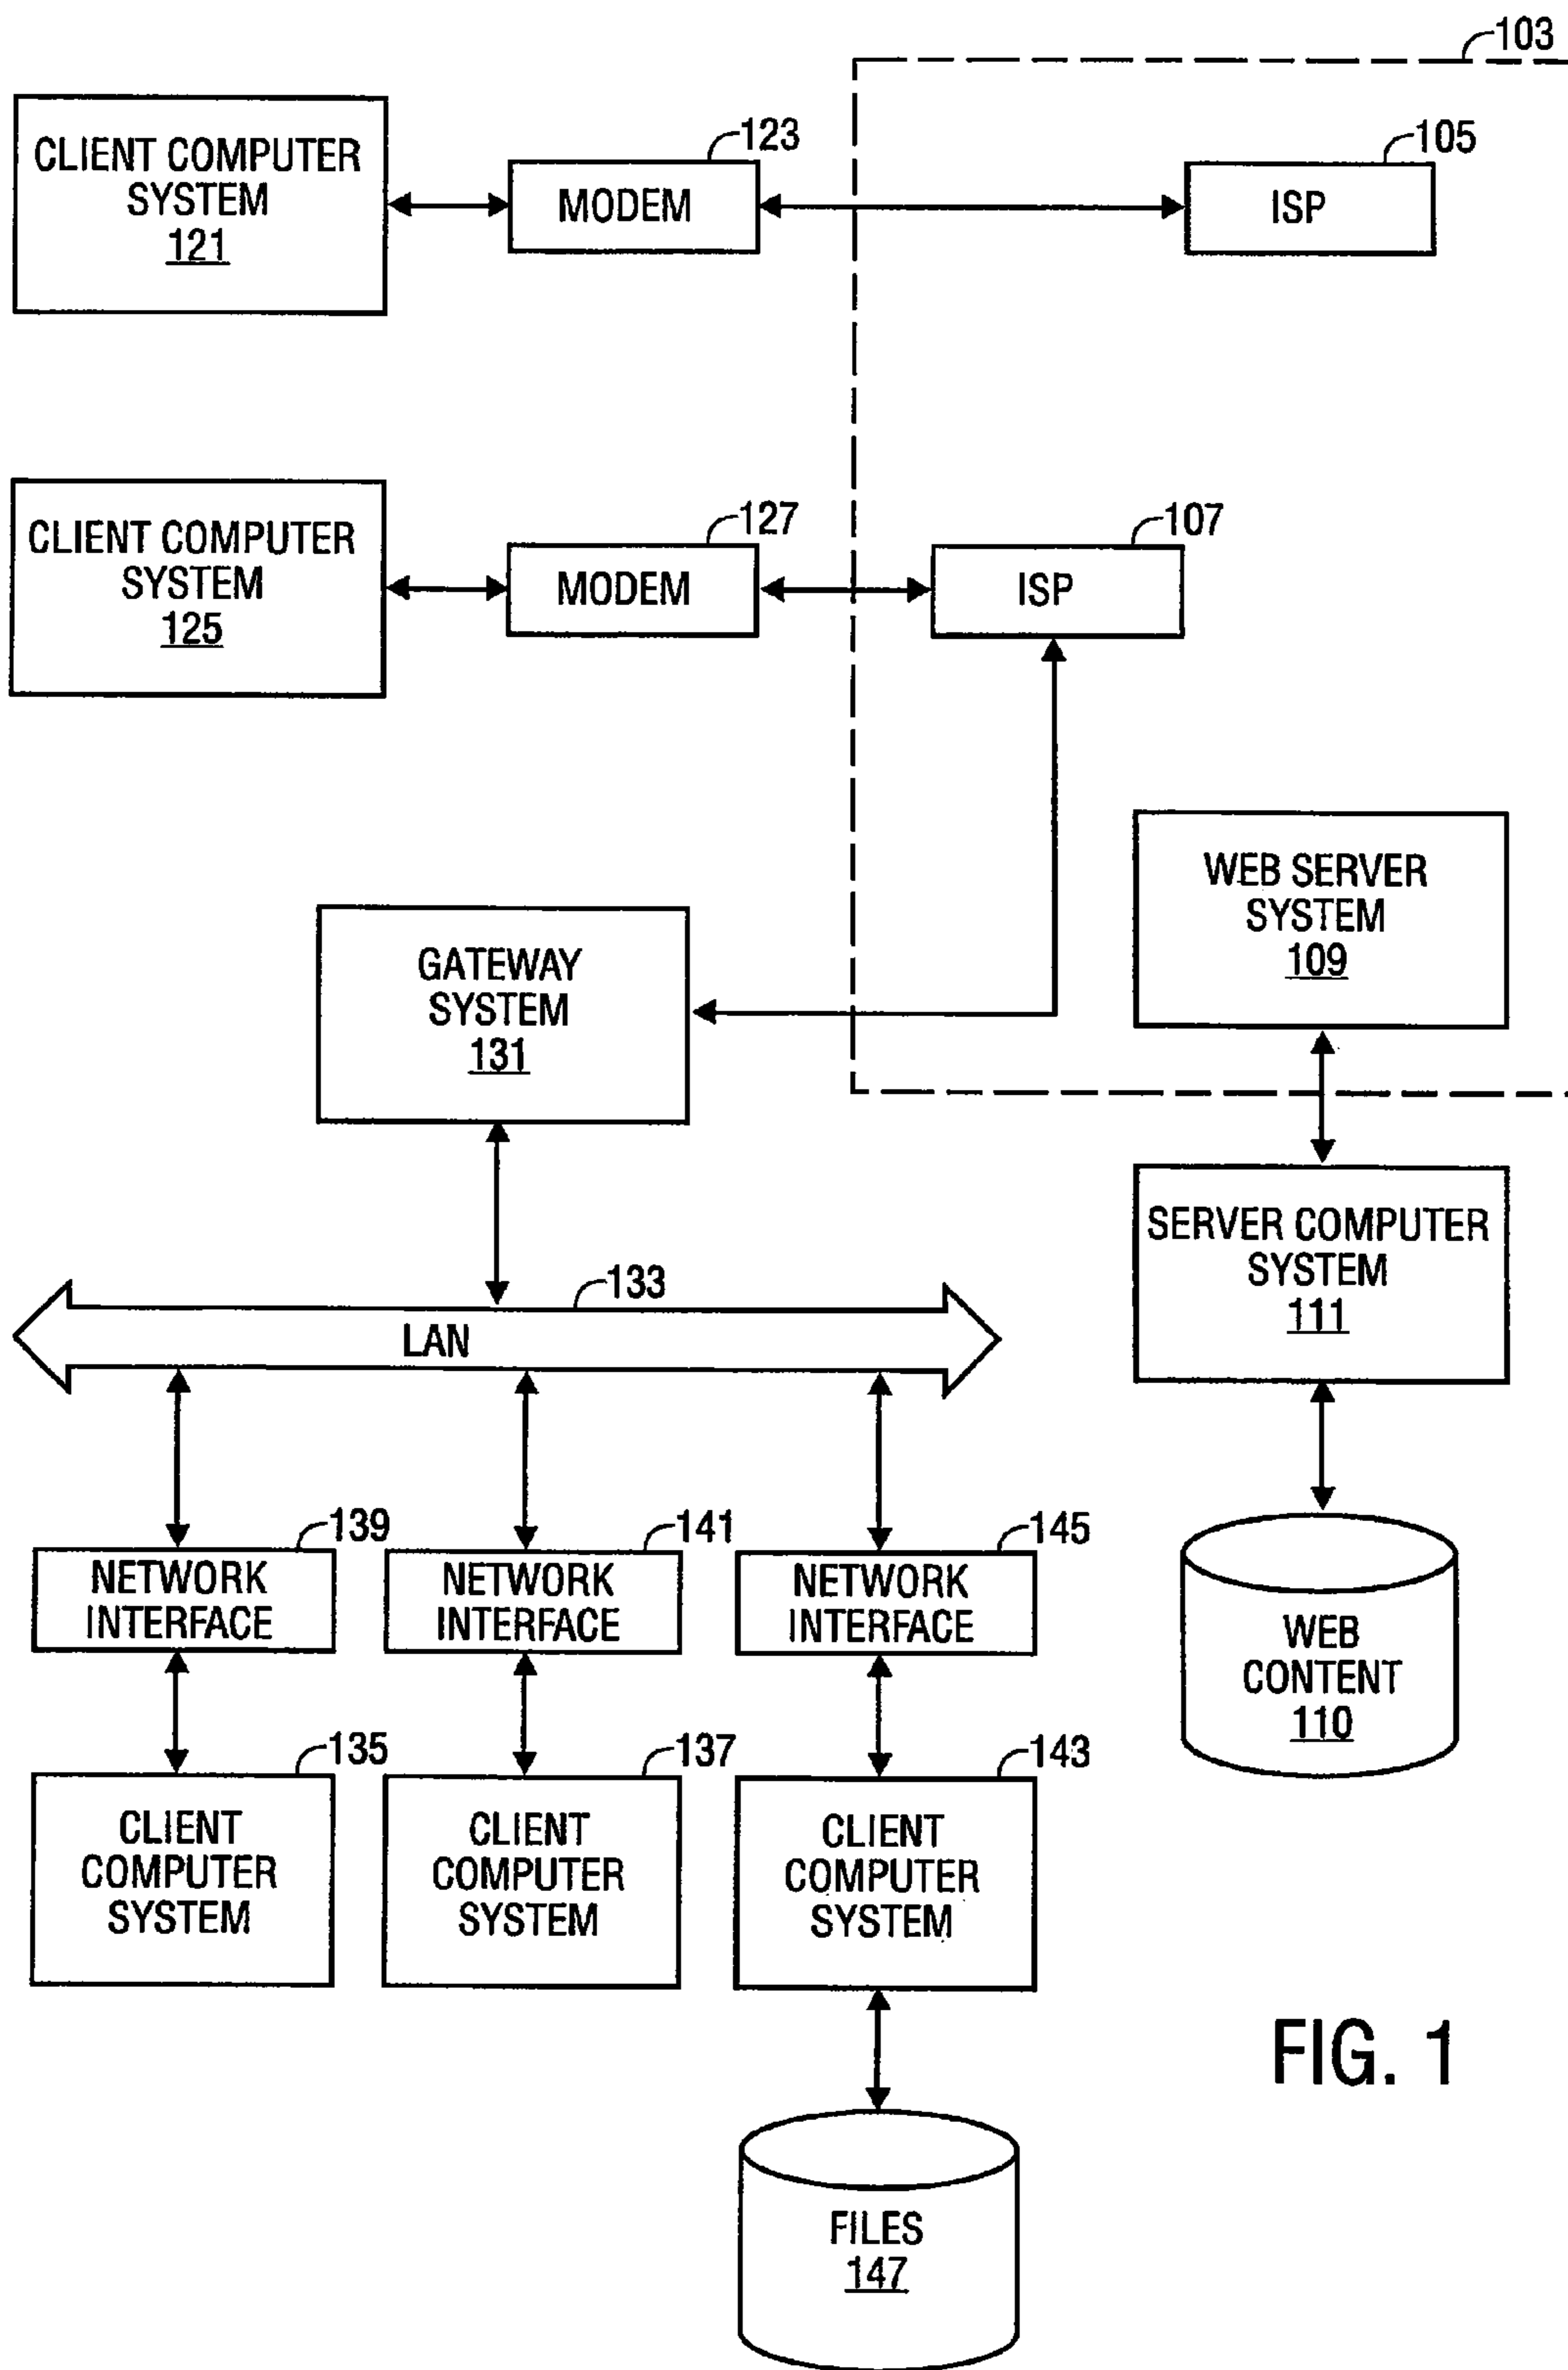 103
CLIENT COMPUTER
SYSTEM
121
123
MODEM
105
ISP
CLIENT COMPUTER
SYSTEM
125
127
MODEM
107
ISP
WEB SERVER
SYSTEM
109
GATEWAY
SYSTEM
131
SERVER COMPUTER
SYSTEM
111
133
LAN
139
NETWORK
INTERFACE
141
NETWORK
INTERFACE
145
NETWORK
INTERFACE
WEB
CONTENT
110
135
CLIENT
COMPUTER
SYSTEM
137
CLIENT
COMPUTER
SYSTEM
143
CLIENT
COMPUTER
SYSTEM
FIG. 1
FILES
147